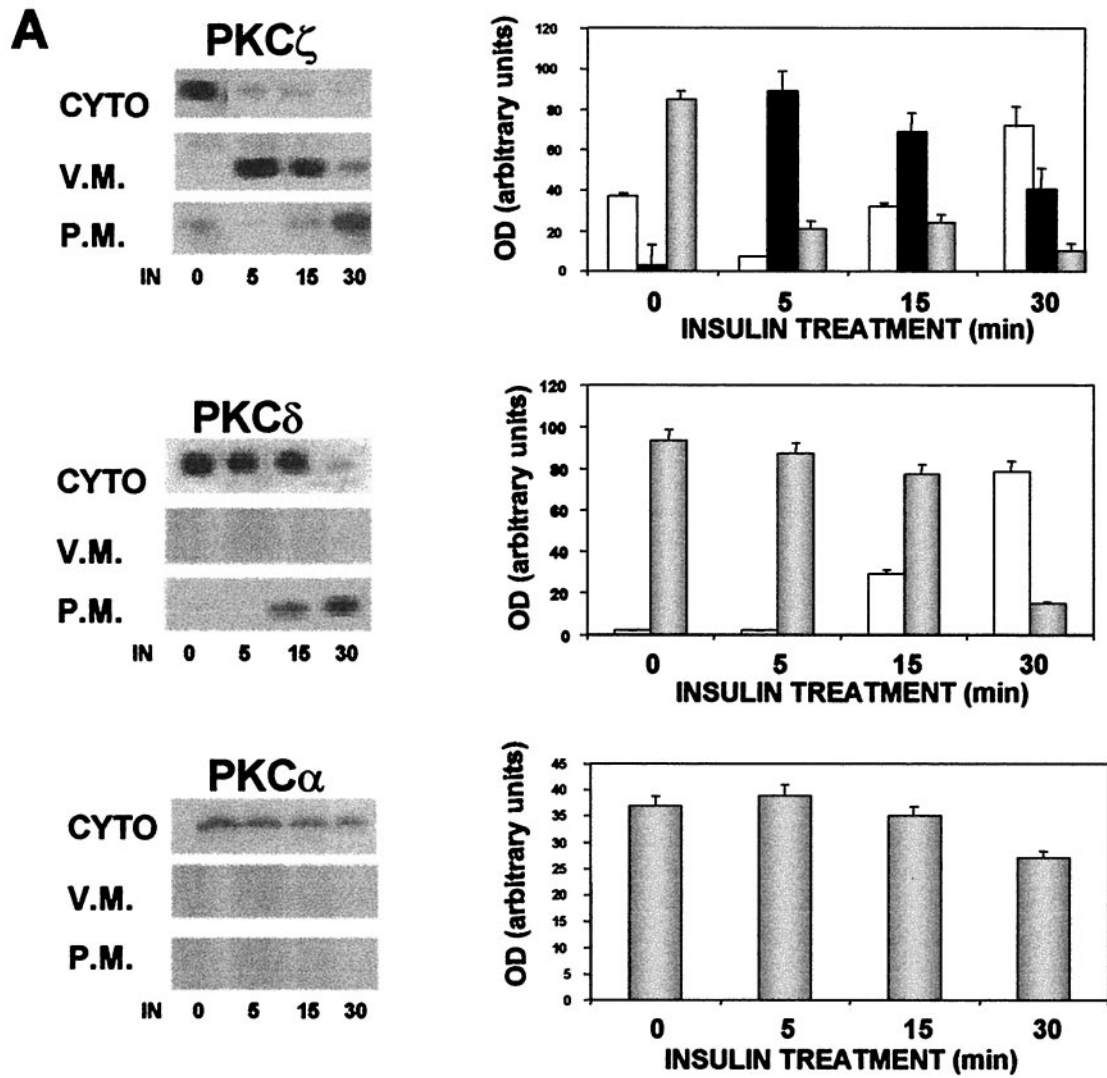 A
PKCζ
CYTO
V.M.
P.M.
IN 0 5 15 30
OD (arbitrary units)
120
100
80
60
40
20
0
0 5 15 30
INSULIN TREATMENT (min)
PKCδ
CYTO
V.M.
P.M.
IN 0 5 15 30
OD (arbitrary units)
120
100
80
60
40
20
0
0 5 15 30
INSULIN TREATMENT (min)
PKCα
CYTO
V.M.
P.M.
IN 0 5 15 30
OD (arbitrary units)
45
40
35
30
25
20
15
10
5
0
0 5 15 30
INSULIN TREATMENT (min)